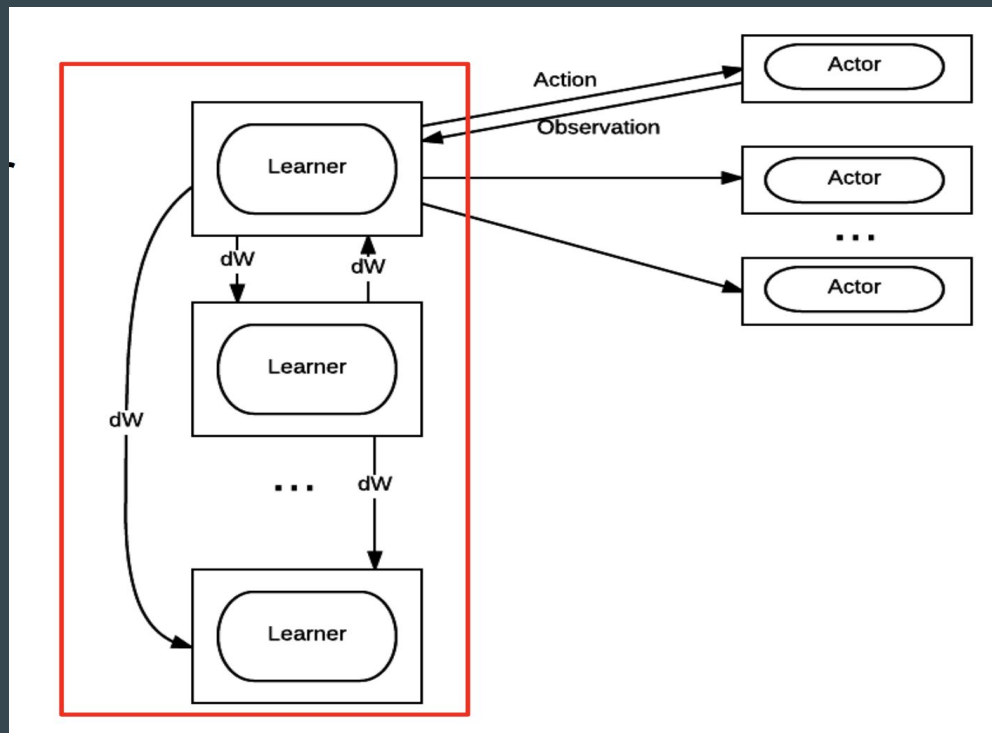 Action
Actor
Observation
Learner
Actor
...
Actor
dW
dW
Learner
dW
...
dW
Learner